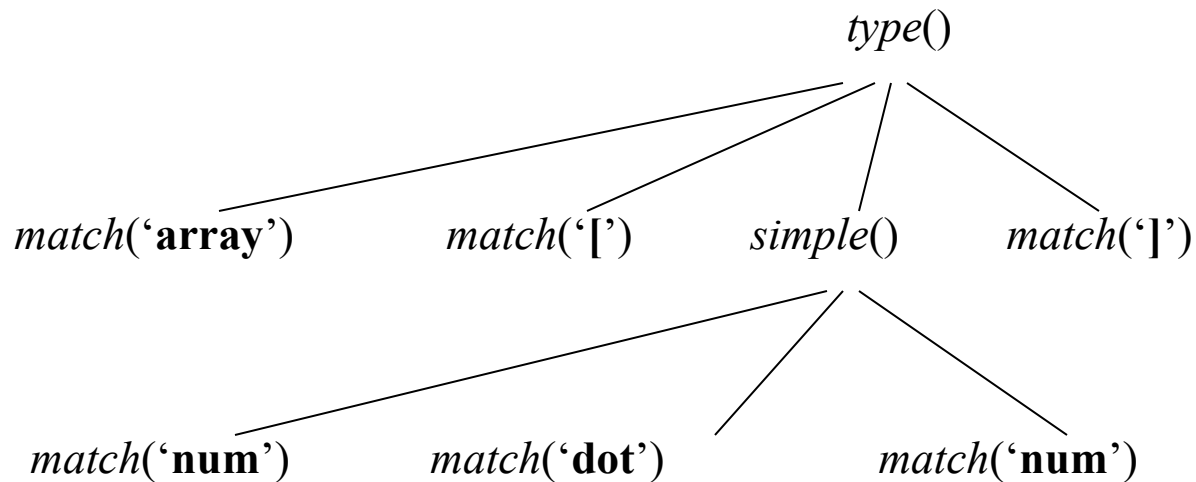 type()
match(‘array’) match(‘[’) simple() match(‘]’)
match(‘num’) match(‘dot’) match(‘num’)